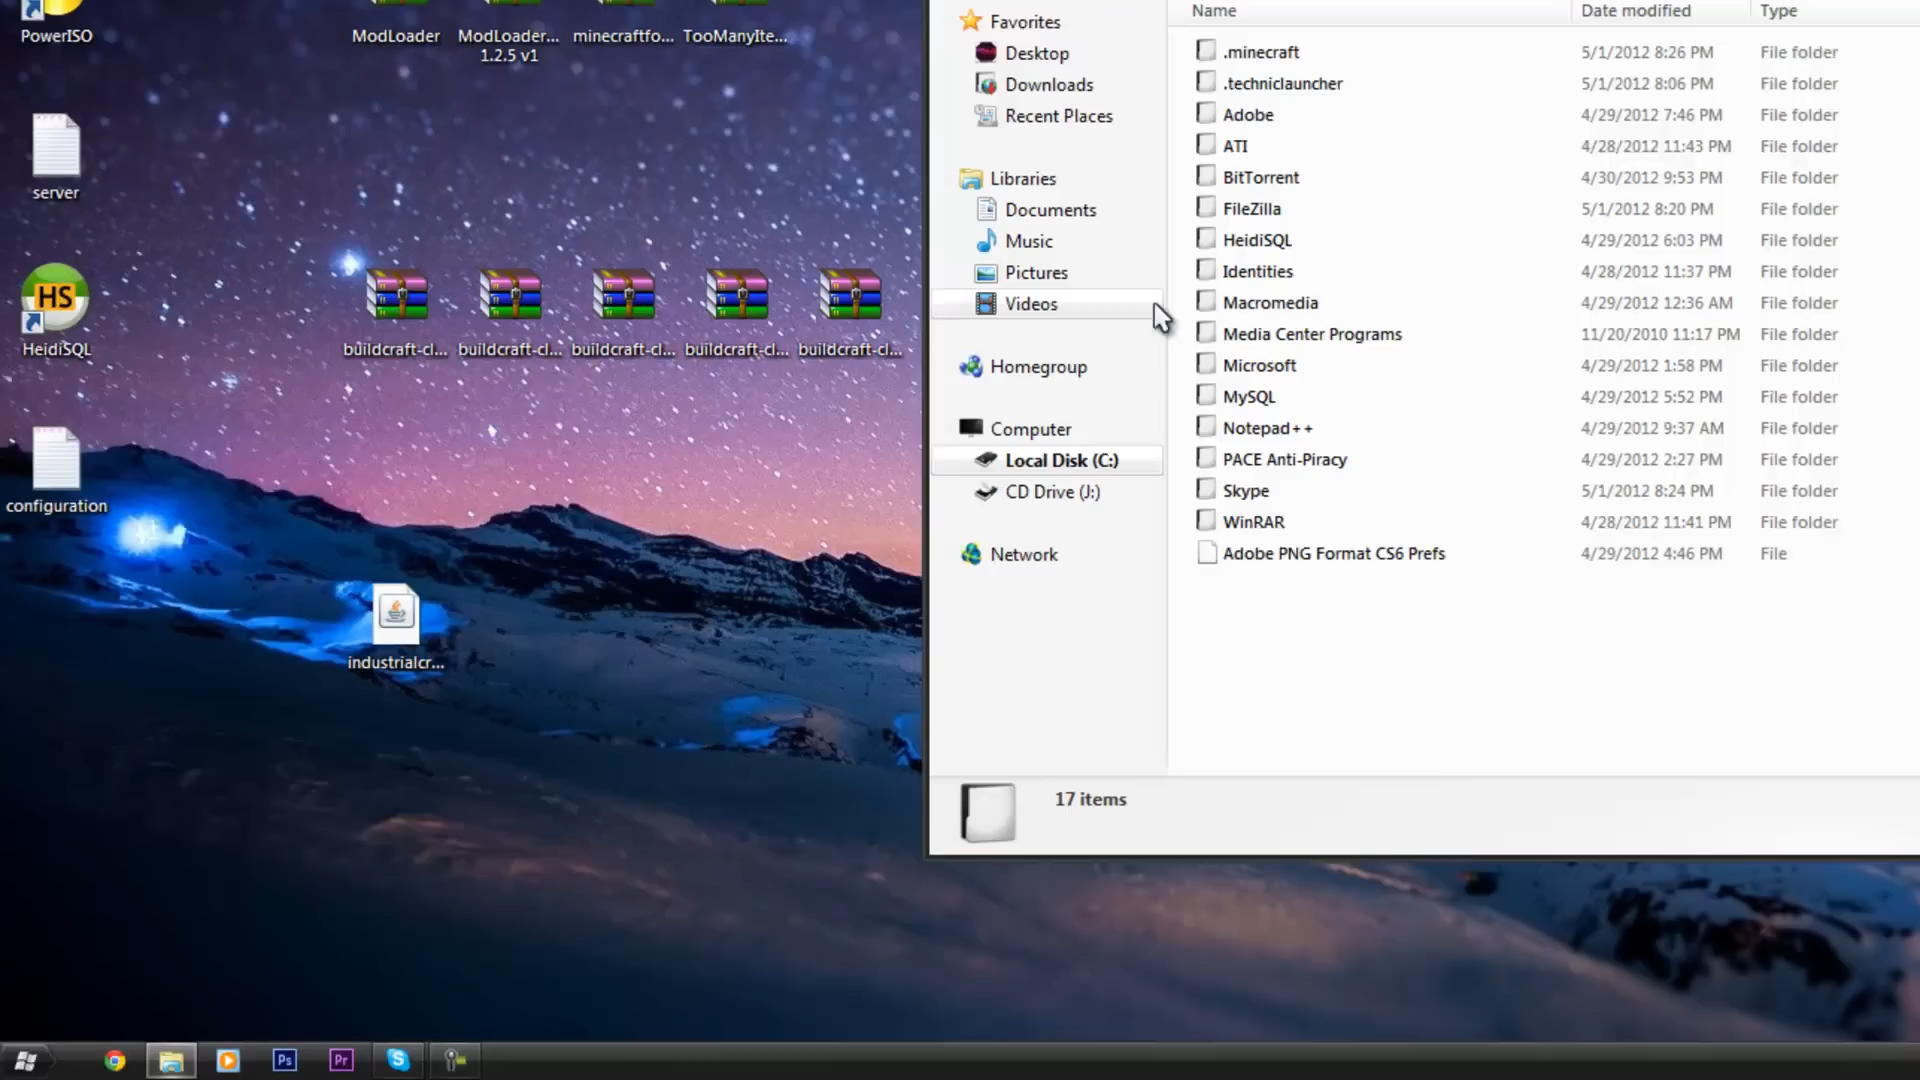 PowerISO
ModLoader
ModLoader...
1.2.5 v1
minecraftfo...
TooManyIte...
server
HS
HeidiSQL
buildcraft-cl...
buildcraft-cl...
buildcraft-cl...
buildcraft-cl...
buildcraft-cl...
configuration
industrialcr...
Favorites
Desktop
Downloads
Recent Places
Libraries
Documents
Music
Pictures
Videos
Homegroup
Computer
Local Disk (C:)
CD Drive (J:)
Network
Name Date modified Type
.minecraft 5/1/2012 8:26 PM File folder
.techniclauncher 5/1/2012 8:06 PM File folder
Adobe 4/29/2012 7:46 PM File folder
ATI 4/28/2012 11:43 PM File folder
BitTorrent 4/30/2012 9:53 PM File folder
FileZilla 5/1/2012 8:20 PM File folder
HeidiSQL 4/29/2012 6:03 PM File folder
Identities 4/28/2012 11:37 PM File folder
Macromedia 4/29/2012 12:36 AM File folder
Media Center Programs 11/20/2010 11:17 PM File folder
Microsoft 4/29/2012 1:58 PM File folder
MySQL 4/29/2012 5:52 PM File folder
Notepad++ 4/29/2012 9:37 AM File folder
PACE Anti-Piracy 4/29/2012 2:27 PM File folder
Skype 5/1/2012 8:24 PM File folder
WinRAR 4/28/2012 11:41 PM File folder
Adobe PNG Format CS6 Prefs 4/29/2012 4:46 PM File
17 items
Ps
Pr